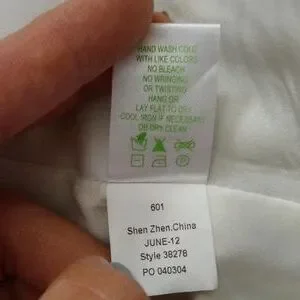 HAND WASH COLD
WITH LIKE COLORS
NO BLEACH
NO WRINGING
OR TWISTING
HANG OR
LAY FLAT TO DRY
COOL IRON IF NECESSARY
OR DRY CLEAN
601
Shen Zhen.China
JUNE-12
Style 38278
PO 040304